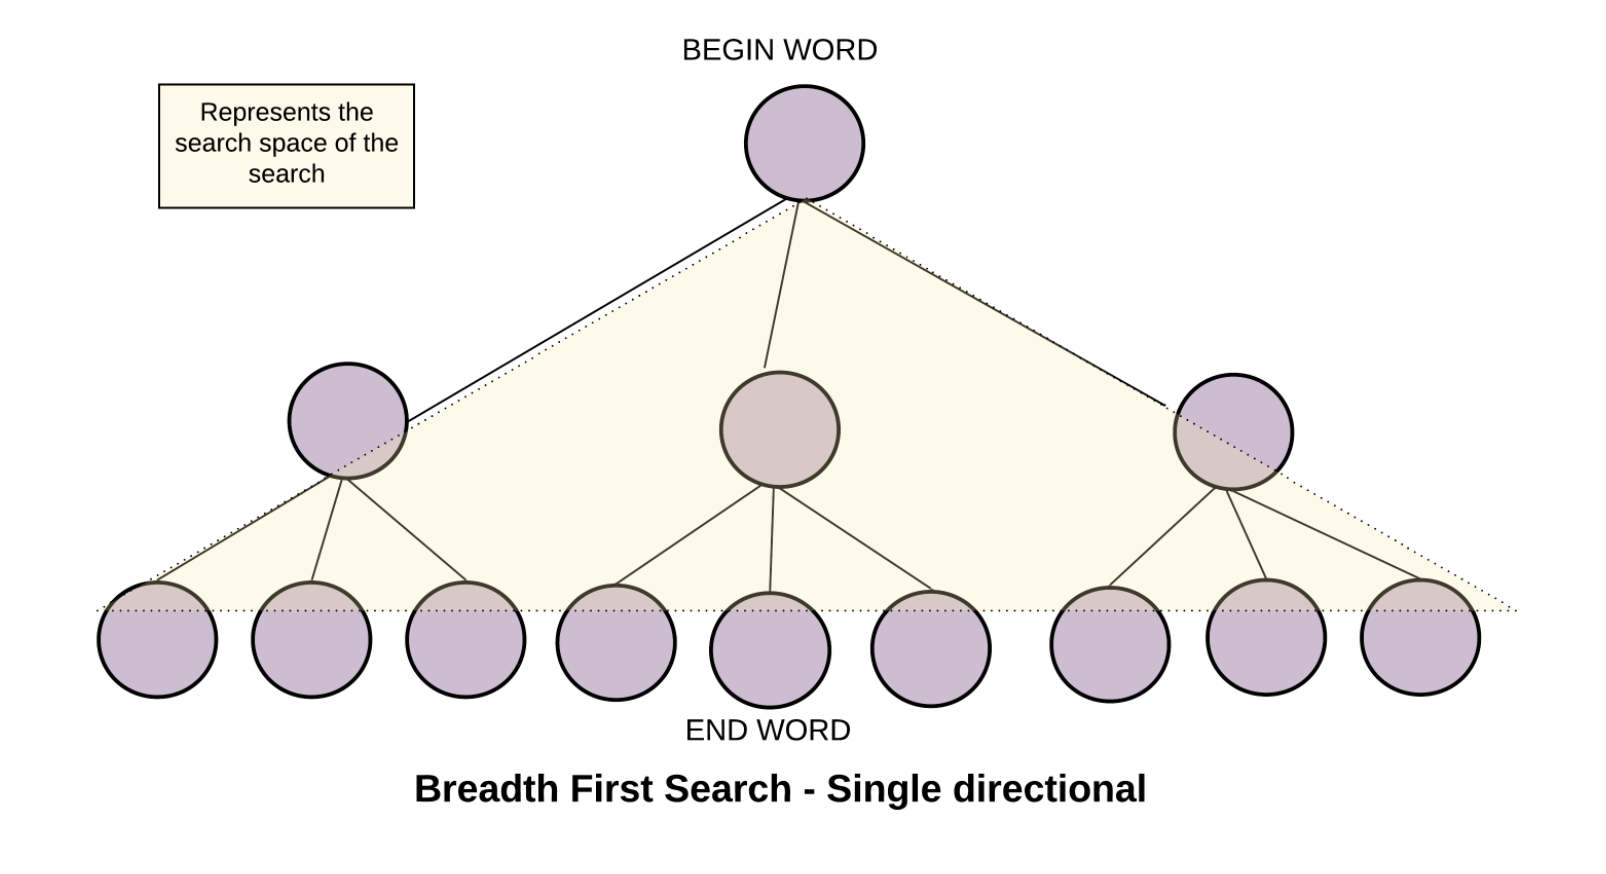 BEGIN WORD
Represents the
search space of the
search
END WORD
Breadth First Search - Single directional